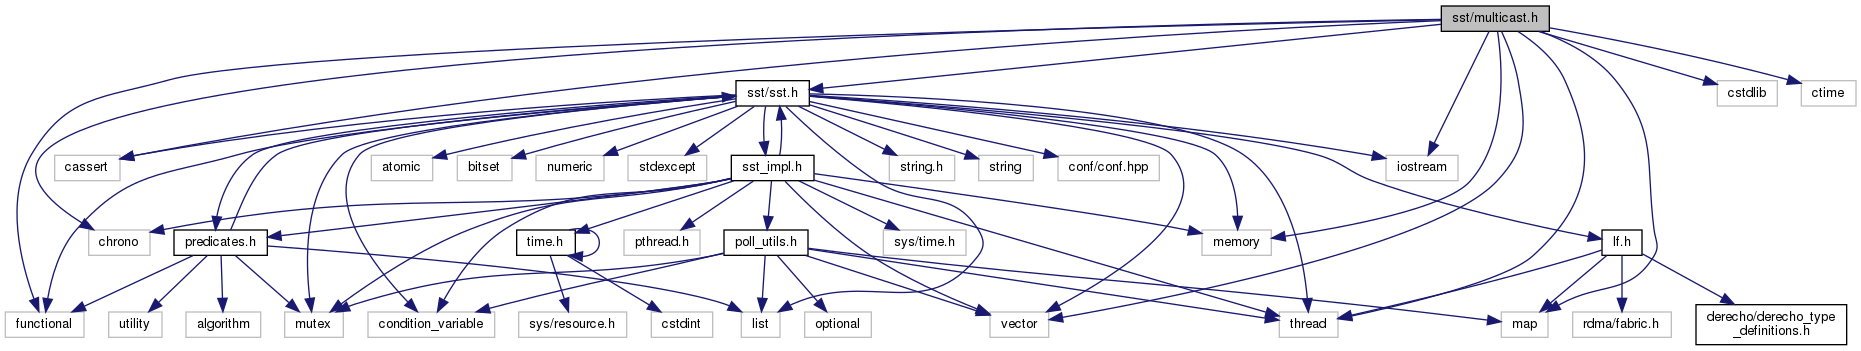 sst/multicast.h
sst/sst.h
cstdlib
ctime
cassert
atomic
bitset
numeric
stdexcept
sst_impl.h
string.h
string
conf/conf.hpp
iostream
chrono
predicates.h
time.h
pthread.h
poll_utils.h
sys/time.h
memory
lf.h
functional
utility
algorithm
mutex
condition_variable
sys/resource.h
cstdint
list
optional
vector
thread
map
rdma/fabric.h
derecho/derecho_type
_definitions.h